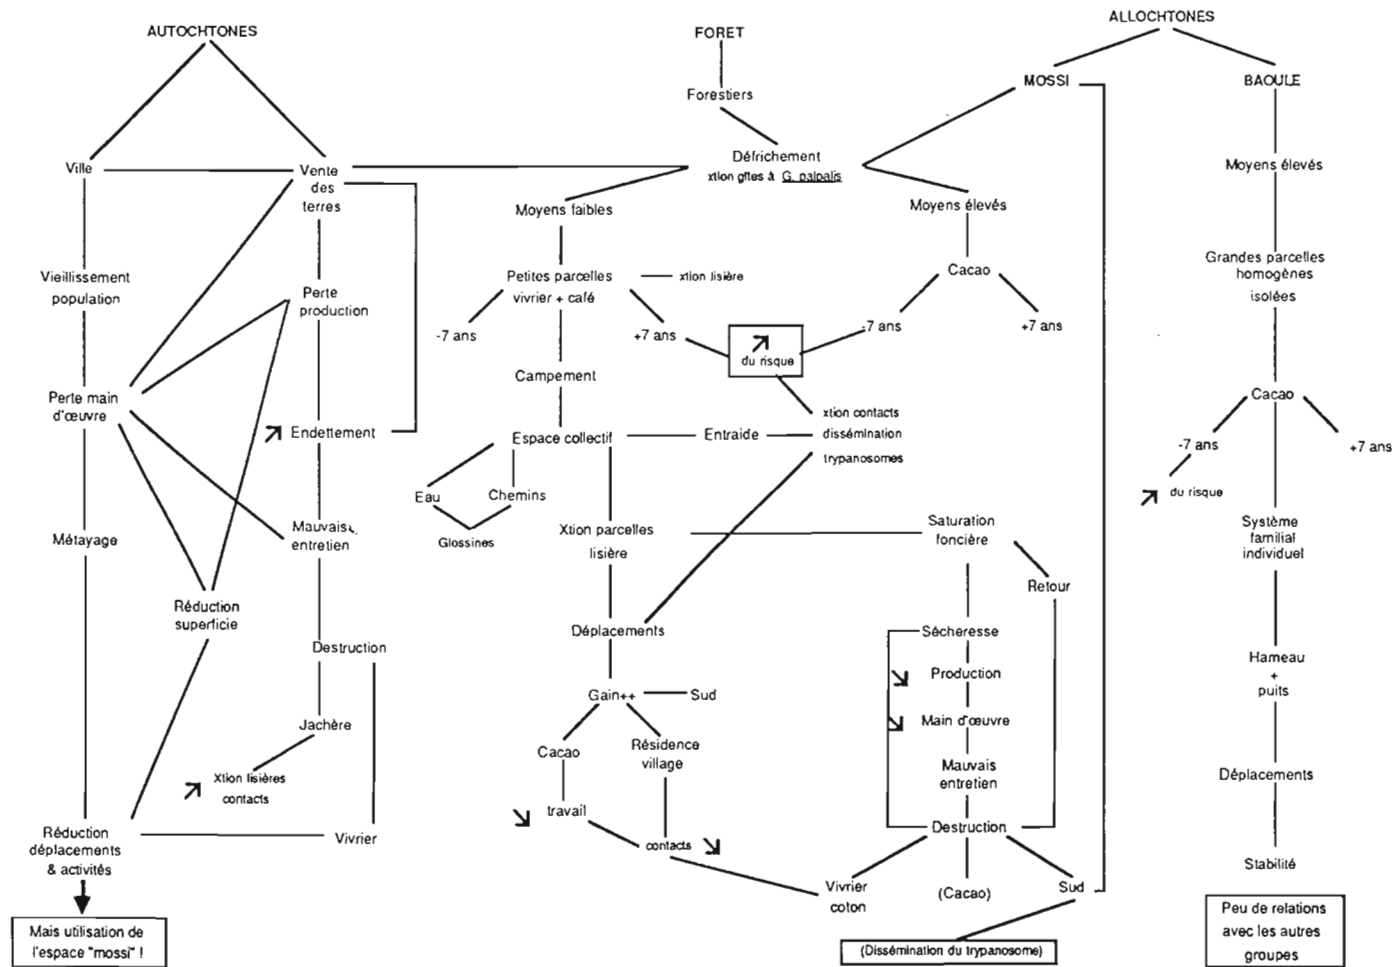 AUTOCHTONES
FORET
ALLOCHTONES
Forestiers
MOSSI
BAOULE
Ville
Vente
des
terres
Défrichement
xtion gîtes à G. palpalis
Moyens élevés
Moyens faibles
Moyens élevés
Vieillissement
population
Perte
production
Petites parcelles
vivrier + café
xtion lisière
Cacao
Grandes parcelles
homogènes
isolées
-7 ans
+7 ans
↗
du risque
-7 ans
+7 ans
Perte main
d'œuvre
Campement
Cacao
↗ Endettement
Espace collectif
Entraide
xtion contacts
dissémination
trypanosomes
-7 ans
+7 ans
↗ du risque
Eau
Chemins
Glossines
Métayage
Mauvais
entretien
Xtion parcelles
lisière
Saturation
foncière
Système
familial
individuel
Retour
Réduction
superficie
Destruction
Déplacements
Sécheresse
↘ Production
↘ Main d'œuvre
Mauvais
entretien
Destruction
Hameau
+
puits
Gain++
Sud
Jachère
Cacao
Résidence
village
↗ Xtion lisières
contacts
↘ travail
contacts ↘
Déplacements
Réduction
déplacements
& activités
Vivrier
Vivrier
coton
(Cacao)
Sud
Stabilité
Mais utilisation de
l'espace "mossi" !
(Dissémination du trypanosome)
Peu de relations
avec les autres
groupes